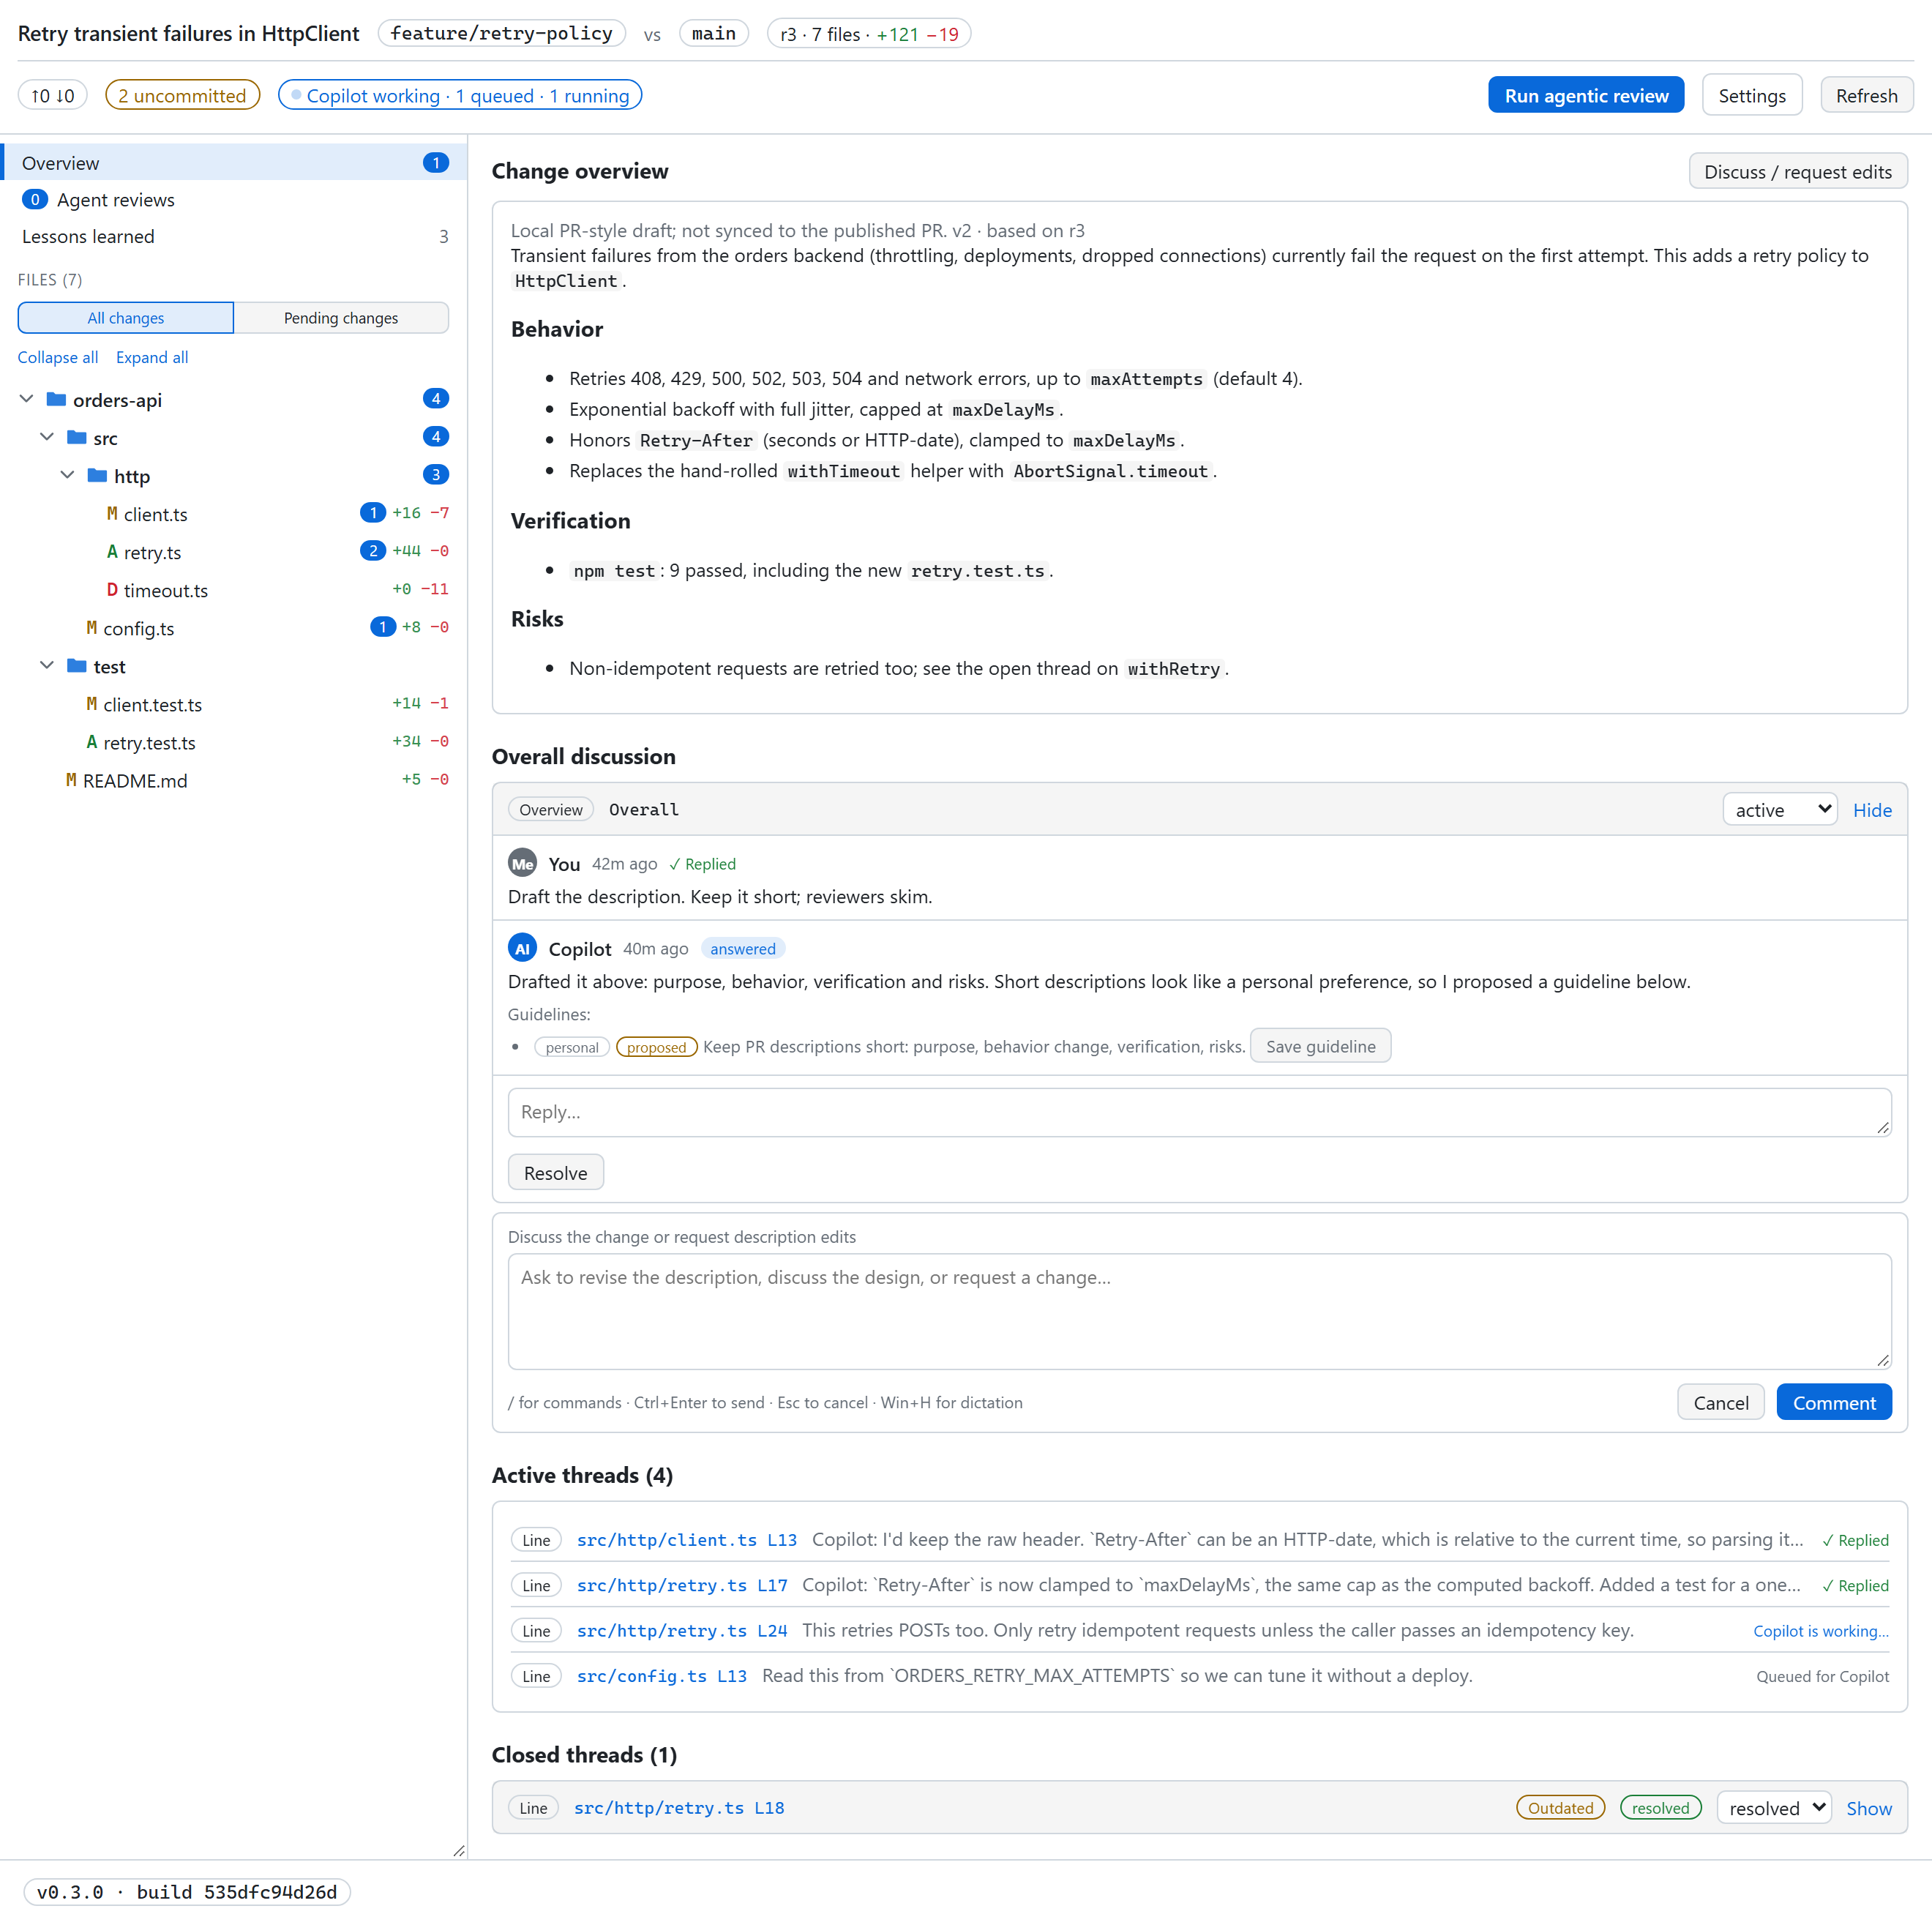 Retry transient failures in HttpClient feature/retry-policy vs main r3 · 7 files · +121 −19
↑0 ↓0 2 uncommitted Copilot working · 1 queued · 1 running Run agentic review Settings Refresh
Overview 1
0 Agent reviews
Lessons learned 3
FILES (7)
All changes Pending changes
Collapse all Expand all
orders-api 4
src 4
http 3
M client.ts 1 +16 −7
A retry.ts 2 +44 −0
D timeout.ts +0 −11
M config.ts 1 +8 −0
test
M client.test.ts +14 −1
A retry.test.ts +34 −0
M README.md +5 −0
Change overview Discuss / request edits
Local PR-style draft; not synced to the published PR. v2 · based on r3
Transient failures from the orders backend (throttling, deployments, dropped connections) currently fail the request on the first attempt. This adds a retry policy to
HttpClient.
Behavior
• Retries 408, 429, 500, 502, 503, 504 and network errors, up to maxAttempts (default 4).
• Exponential backoff with full jitter, capped at maxDelayMs.
• Honors Retry-After (seconds or HTTP-date), clamped to maxDelayMs.
• Replaces the hand-rolled withTimeout helper with AbortSignal.timeout.
Verification
• npm test: 9 passed, including the new retry.test.ts.
Risks
• Non-idempotent requests are retried too; see the open thread on withRetry.
Overall discussion
Overview Overall active Hide
Me You 42m ago ✓ Replied
Draft the description. Keep it short; reviewers skim.
AI Copilot 40m ago answered
Drafted it above: purpose, behavior, verification and risks. Short descriptions look like a personal preference, so I proposed a guideline below.
Guidelines:
• personal proposed Keep PR descriptions short: purpose, behavior change, verification, risks. Save guideline
Reply...
Resolve
Discuss the change or request description edits
Ask to revise the description, discuss the design, or request a change...
/ for commands · Ctrl+Enter to send · Esc to cancel · Win+H for dictation Cancel Comment
Active threads (4)
Line src/http/client.ts L13 Copilot: I'd keep the raw header. `Retry-After` can be an HTTP-date, which is relative to the current time, so parsing it... ✓ Replied
Line src/http/retry.ts L17 Copilot: `Retry-After` is now clamped to `maxDelayMs`, the same cap as the computed backoff. Added a test for a one... ✓ Replied
Line src/http/retry.ts L24 This retries POSTs too. Only retry idempotent requests unless the caller passes an idempotency key. Copilot is working...
Line src/config.ts L13 Read this from `ORDERS_RETRY_MAX_ATTEMPTS` so we can tune it without a deploy. Queued for Copilot
Closed threads (1)
Line src/http/retry.ts L18 Outdated resolved resolved Show
v0.3.0 · build 535dfc94d26d